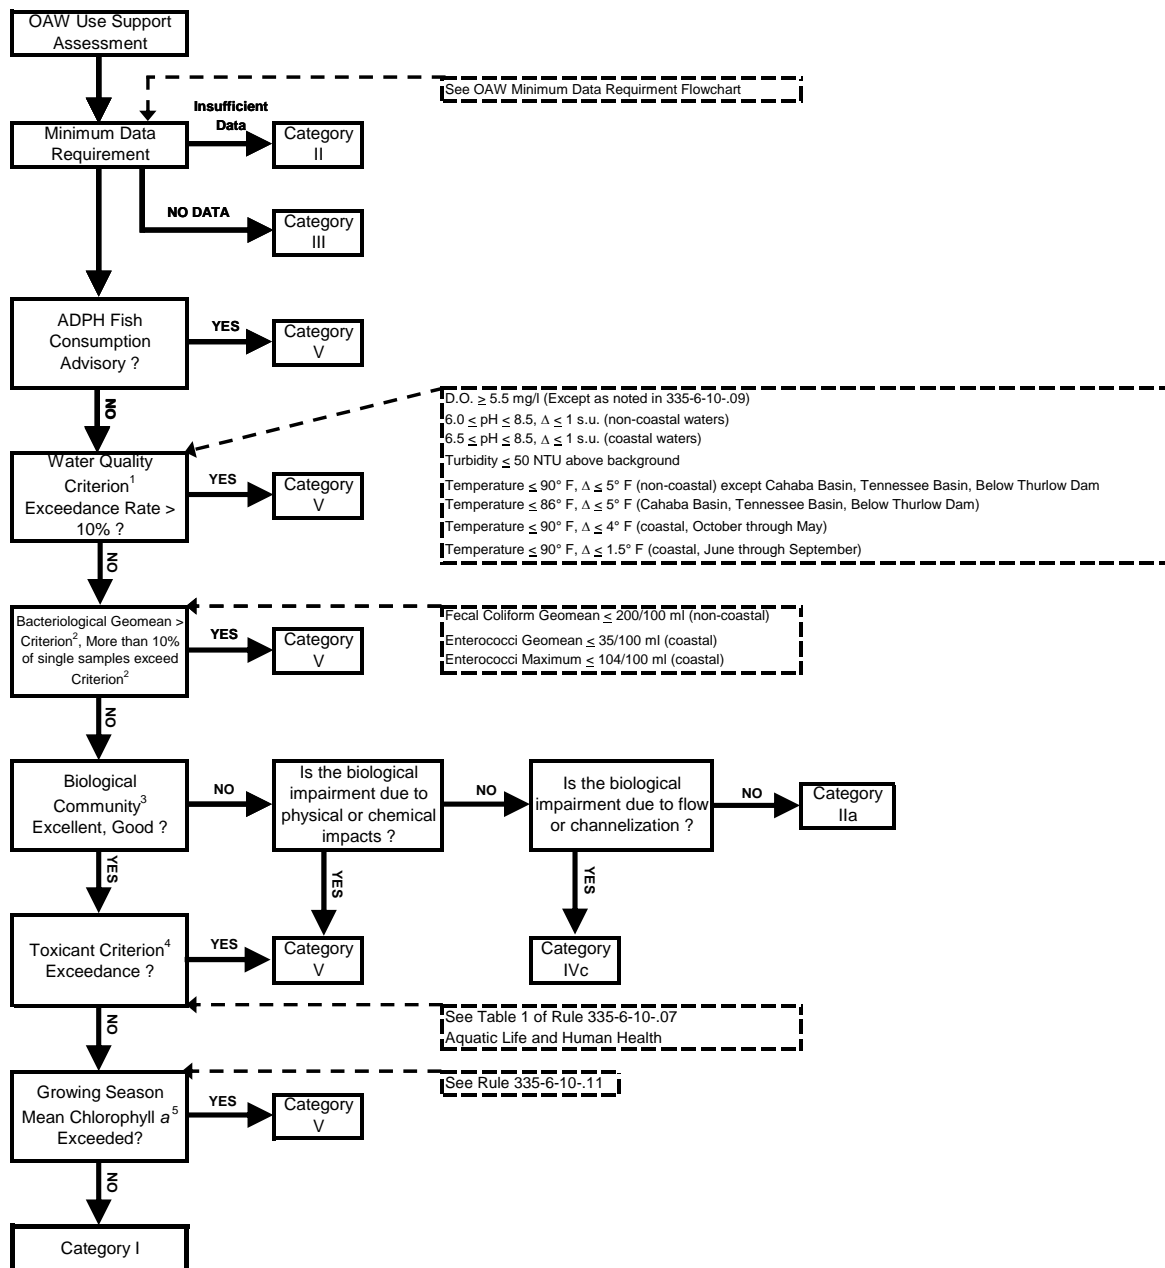 OAW Use Support
Assessment
See OAW Minimum Data Requirment Flowchart
Insufficient
Data
Minimum Data
Requirement
Category
II
NO DATA
Category
III
ADPH Fish
Consumption
Advisory ?
YES
Category
V
NO
D.O. ≥ 5.5 mg/l (Except as noted in 335-6-10-.09)
6.0 ≤ pH ≤ 8.5, Δ ≤ 1 s.u. (non-coastal waters)
6.5 ≤ pH ≤ 8.5, Δ ≤ 1 s.u. (coastal waters)
Turbidity ≤ 50 NTU above background
Temperature ≤ 90° F, Δ ≤ 5° F (non-coastal) except Cahaba Basin, Tennessee Basin, Below Thurlow Dam
Temperature ≤ 86° F, Δ ≤ 5° F (Cahaba Basin, Tennessee Basin, Below Thurlow Dam)
Temperature ≤ 90° F, Δ ≤ 4° F (coastal, October through May)
Temperature ≤ 90° F, Δ ≤ 1.5° F (coastal, June through September)
Water Quality
Criterion¹
Exceedance Rate >
10% ?
YES
Category
V
NO
Bacteriological Geomean >
Criterion², More than 10%
of single samples exceed
Criterion²
YES
Category
V
Fecal Coliform Geomean ≤ 200/100 ml (non-coastal)
Enterococci Geomean ≤ 35/100 ml (coastal)
Enterococci Maximum ≤ 104/100 ml (coastal)
NO
Biological
Community³
Excellent, Good ?
NO
Is the biological
impairment due to
physical or chemical
impacts ?
NO
Is the biological
impairment due to flow
or channelization ?
NO
Category
IIa
YES
YES
YES
Toxicant Criterion⁴
Exceedance ?
YES
Category
V
Category
IVc
See Table 1 of Rule 335-6-10-.07
Aquatic Life and Human Health
NO
See Rule 335-6-10-.11
Growing Season
Mean Chlorophyll a⁵
Exceeded?
YES
Category
V
NO
Category I